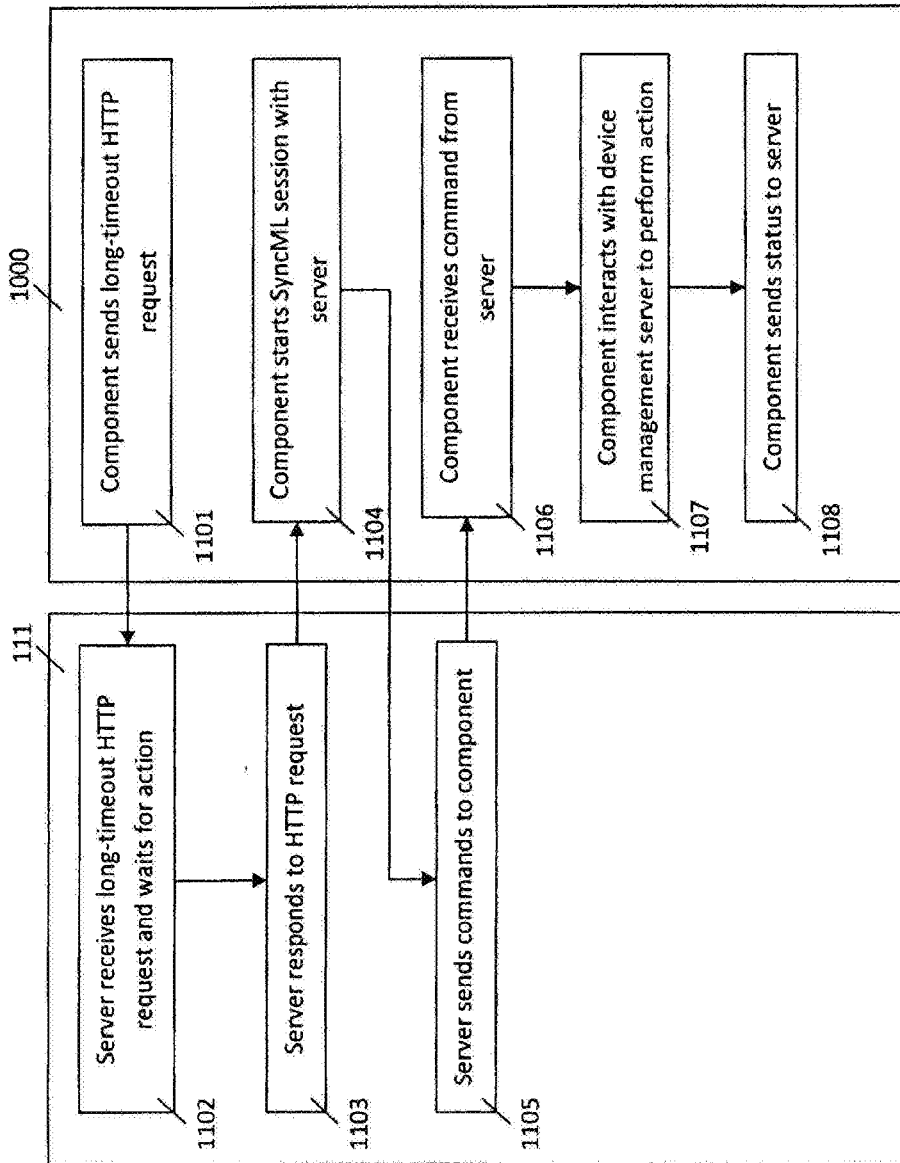 111
1000
Server receives long-timeout HTTP
request and waits for action
1102
Server responds to HTTP request
1103
Server sends commands to component
1105
Component sends long-timeout HTTP
request
1101
Component starts SyncML session with
server
1104
Component receives command from
server
1106
Component interacts with device
management server to perform action
1107
Component sends status to server
1108